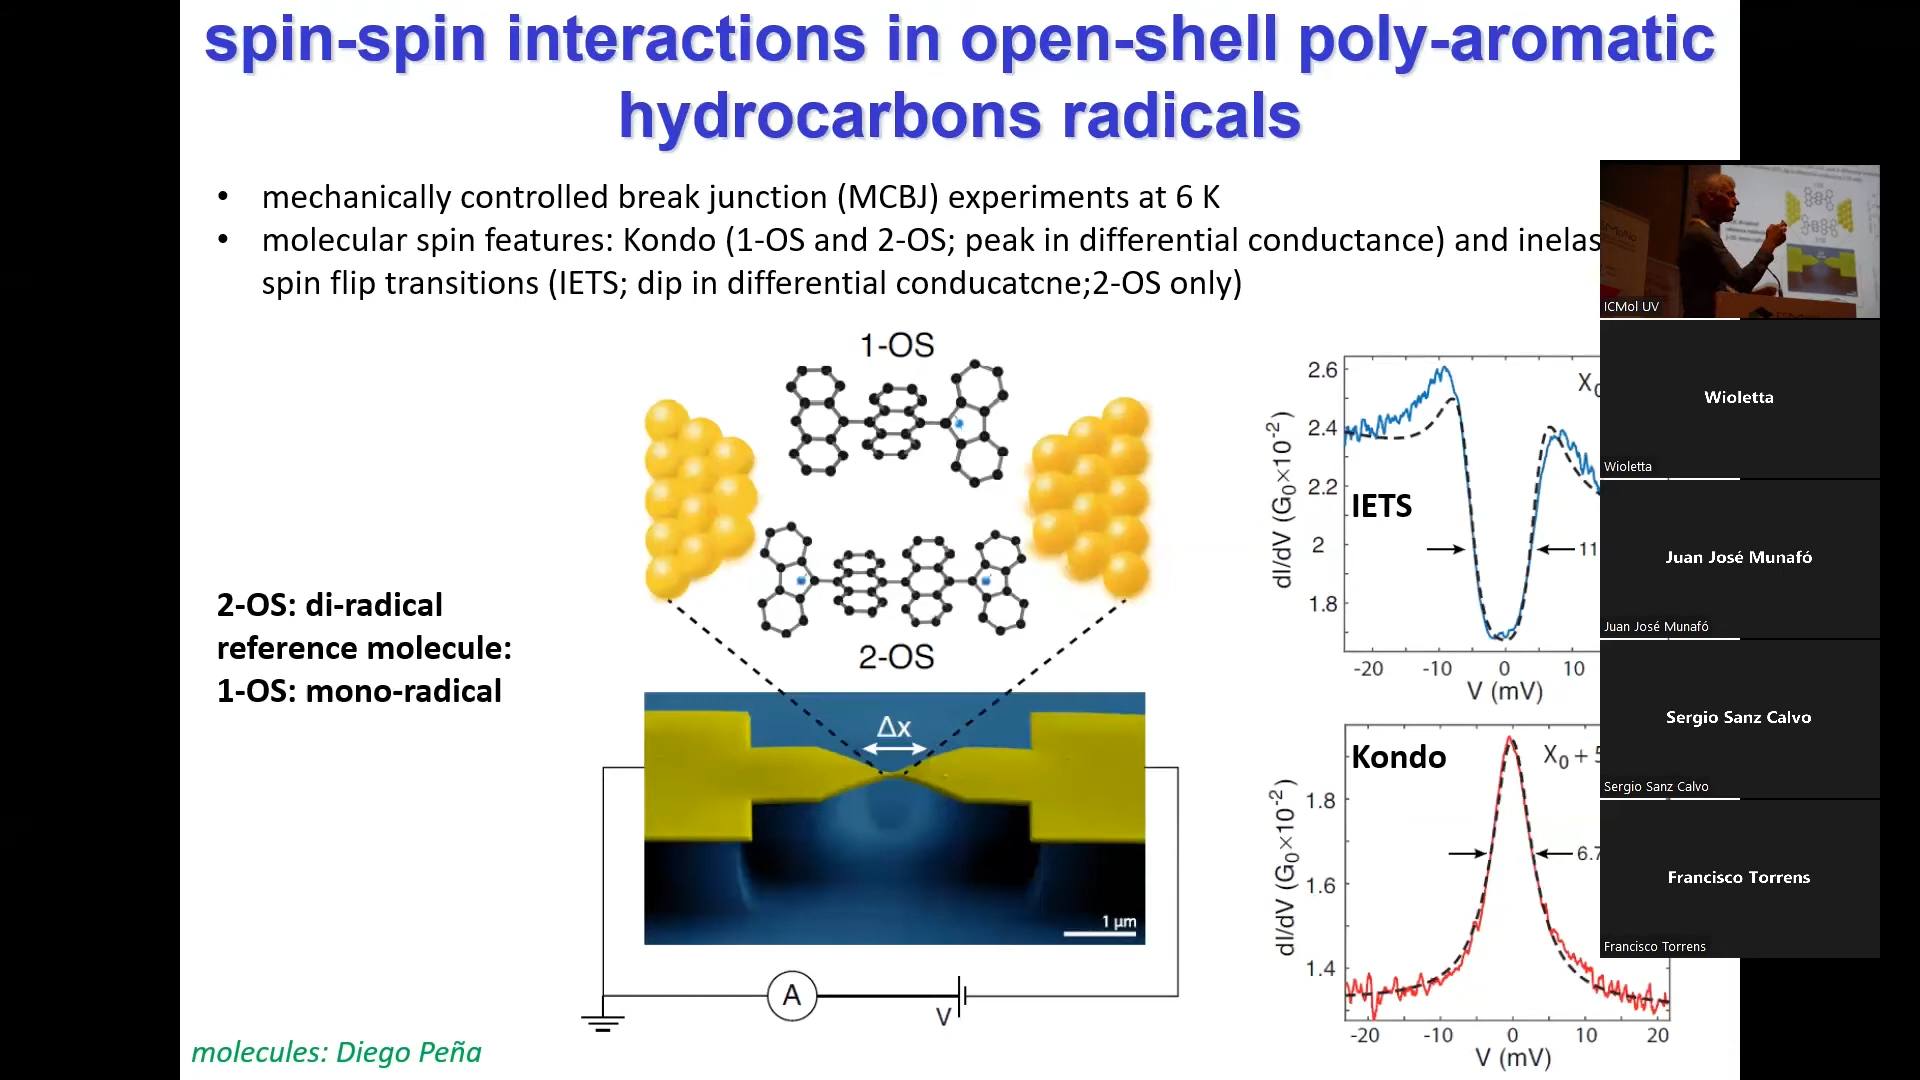 spin-spin interactions in open-shell poly-aromatic
hydrocarbons radicals
• mechanically controlled break junction (MCBJ) experiments at 6 K
• molecular spin features: Kondo (1-OS and 2-OS; peak in differential conductance) and inelas
spin flip transitions (IETS; dip in differential conducatcne;2-OS only)
1-OS
2-OS
2-OS: di-radical
reference molecule:
1-OS: mono-radical
Δx
1 μm
A
V
molecules: Diego Peña
dI/dV (G₀×10⁻²)
2.6
2.4
2.2
2
1.8
IETS
11
-20 -10 0 10
V (mV)
dI/dV (G₀×10⁻²)
1.8
1.6
1.4
Kondo
X₀ +
6.7
-20 -10 0 10 20
V (mV)
ICMol UV
Wioletta
Wioletta
Juan José Munafó
Juan José Munafó
Sergio Sanz Calvo
Sergio Sanz Calvo
Francisco Torrens
Francisco Torrens